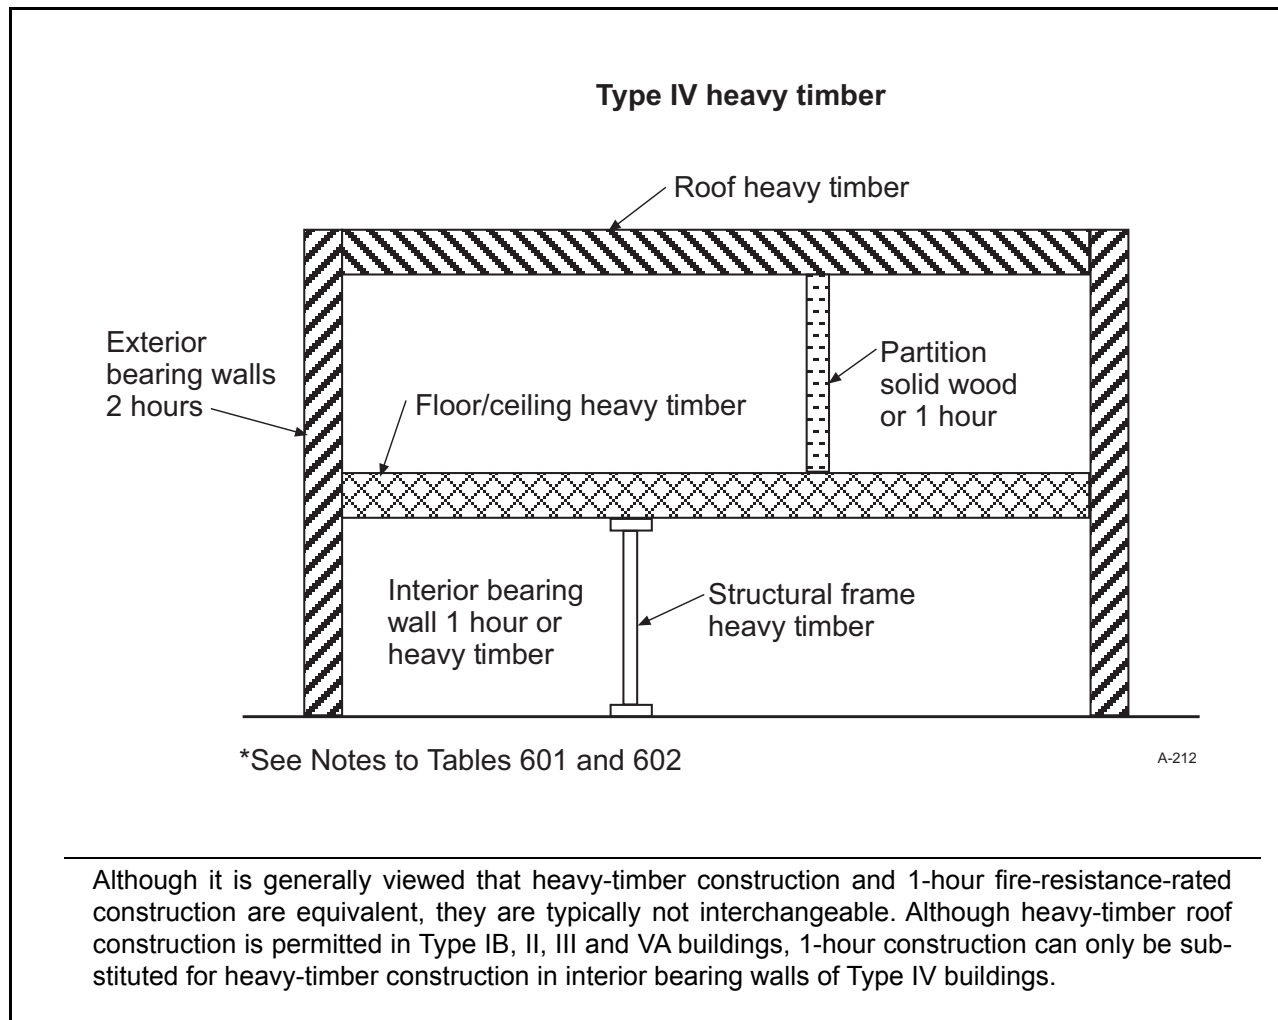 Type IV heavy timber
Roof heavy timber
Exterior
bearing walls
2 hours
Floor/ceiling heavy timber
Partition
solid wood
or 1 hour
Interior bearing
wall 1 hour or
heavy timber
Structural frame
heavy timber
*See Notes to Tables 601 and 602
A-212
Although it is generally viewed that heavy-timber construction and 1-hour fire-resistance-rated
construction are equivalent, they are typically not interchangeable. Although heavy-timber roof
construction is permitted in Type IB, II, III and VA buildings, 1-hour construction can only be sub-
stituted for heavy-timber construction in interior bearing walls of Type IV buildings.